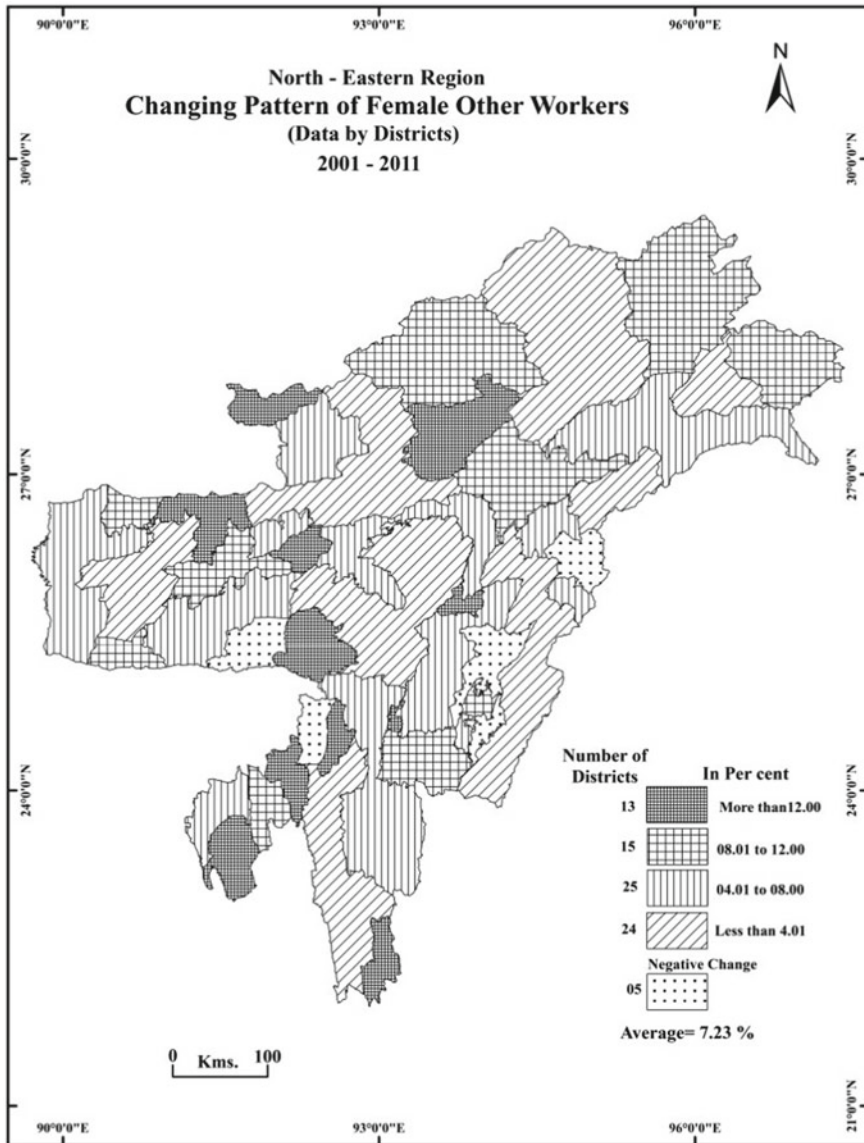 90°0'0"E 93°0'0"E 96°0'0"E
N
North - Eastern Region
Changing Pattern of Female Other Workers
(Data by Districts)
2001 - 2011
30°0'0"N 30°0'0"N
27°0'0"N 27°0'0"N
24°0'0"N 24°0'0"N
Number of Districts In Per cent
13 More than12.00
15 08.01 to 12.00
25 04.01 to 08.00
24 Less than 4.01
Negative Change
05
Average= 7.23 %
0 Kms. 100
21°0'0"N
90°0'0"E 93°0'0"E 96°0'0"E